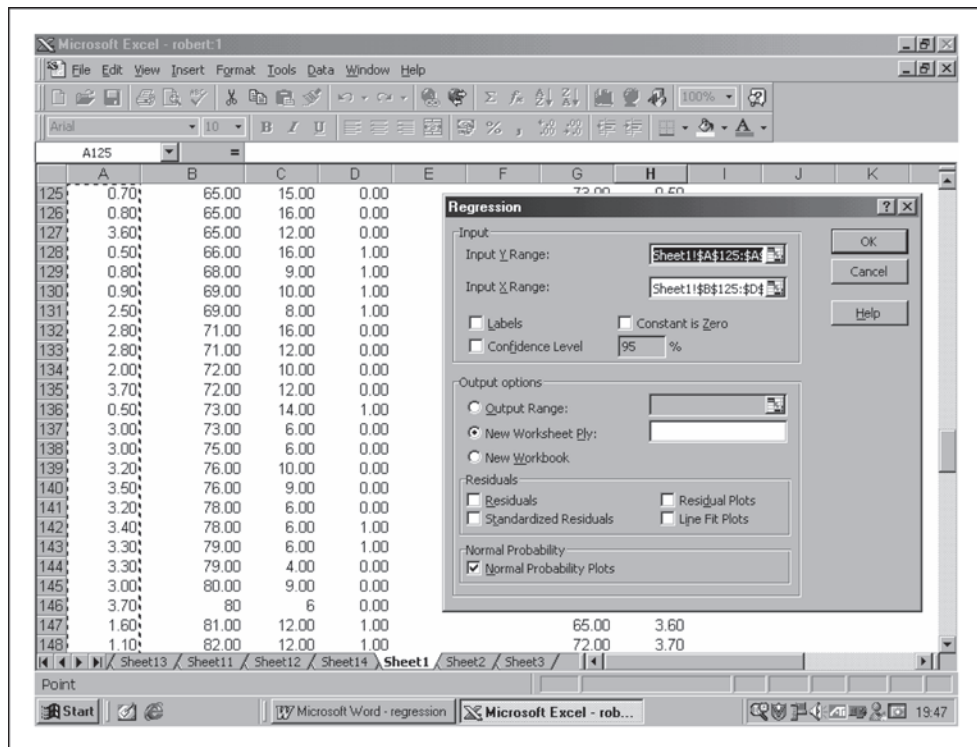 Microsoft Excel - robert:1
File Edit View Insert Format Tools Data Window Help
100%
Arial 10 B I U
A125 =
A B C D E F G H I J K
125 0.70 65.00 15.00 0.00
126 0.80 65.00 16.00 0.00
127 3.60 65.00 12.00 0.00
128 0.50 66.00 16.00 1.00
129 0.80 68.00 9.00 1.00
130 0.90 69.00 10.00 1.00
131 2.50 69.00 8.00 1.00
132 2.80 71.00 16.00 0.00
133 2.80 71.00 12.00 0.00
134 2.00 72.00 10.00 0.00
135 3.70 72.00 12.00 0.00
136 0.50 73.00 14.00 1.00
137 3.00 73.00 6.00 0.00
138 3.00 75.00 6.00 0.00
139 3.20 76.00 10.00 0.00
140 3.50 76.00 9.00 0.00
141 3.20 78.00 6.00 0.00
142 3.40 78.00 6.00 1.00
143 3.30 79.00 6.00 1.00
144 3.30 79.00 4.00 0.00
145 3.00 80.00 9.00 0.00
146 3.70 80 6 0.00
147 1.60 81.00 12.00 1.00 65.00 3.60
148 1.10 82.00 12.00 1.00 72.00 3.70
Regression
Input
Input Y Range: Sheet1!$A$125:$A$
Input X Range: Sheet1!$B$125:$D$
Labels Constant is Zero
Confidence Level 95 %
OK
Cancel
Help
Output options
Output Range:
New Worksheet Ply:
New Workbook
Residuals
Residuals Residual Plots
Standardized Residuals Line Fit Plots
Normal Probability
Normal Probability Plots
Sheet13 Sheet11 Sheet12 Sheet14 Sheet1 Sheet2 Sheet3
Point
Start Microsoft Word - regression Microsoft Excel - rob... 19:47